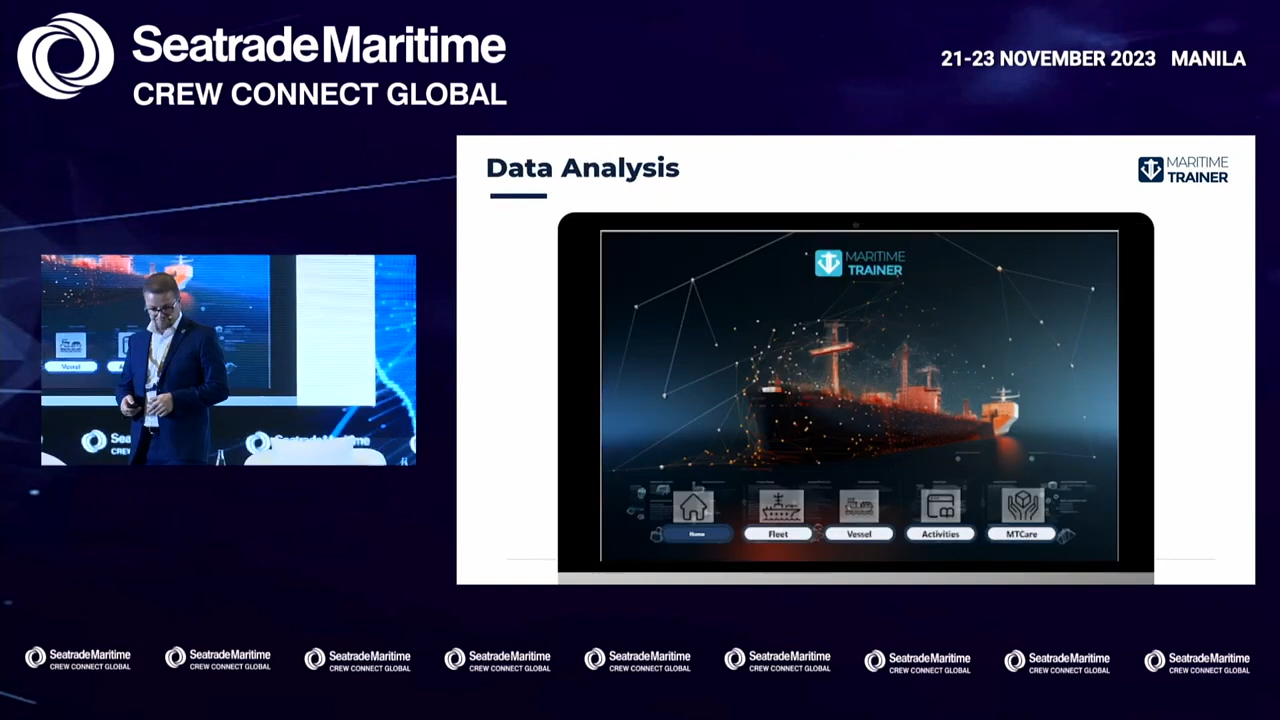 SeatradeMaritime
CREW CONNECT GLOBAL
21-23 NOVEMBER 2023 MANILA
Data Analysis
MARITIME
TRAINER
MARITIME
TRAINER
Home
Fleet
Vessel
Activities
MTCare
Vessel
SeatradeMaritime
SeatradeMaritime
CREW CONNECT GLOBAL
SeatradeMaritime
CREW CONNECT GLOBAL
SeatradeMaritime
CREW CONNECT GLOBAL
SeatradeMaritime
CREW CONNECT GLOBAL
SeatradeMaritime
CREW CONNECT GLOBAL
SeatradeMaritime
CREW CONNECT GLOBAL
SeatradeMaritime
CREW CONNECT GLOBAL
SeatradeMaritime
CREW CONNECT GLOBAL
SeatradeMaritime
CREW CONNECT GLOBAL